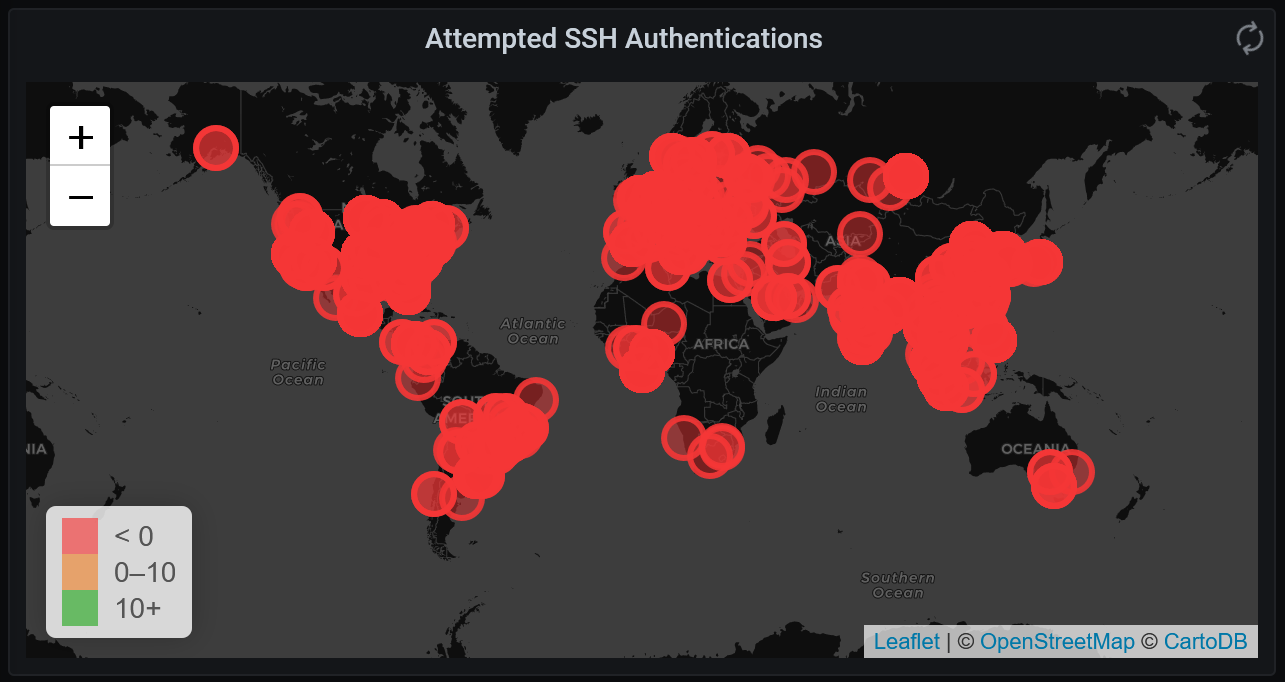 Attempted SSH Authentications
+
−
Atlantic
Ocean
ASIA
AFRICA
Pacific
Ocean
Indian
Ocean
OCEANIA
Southern
Ocean
< 0
0–10
10+
Leaflet | © OpenStreetMap © CartoDB